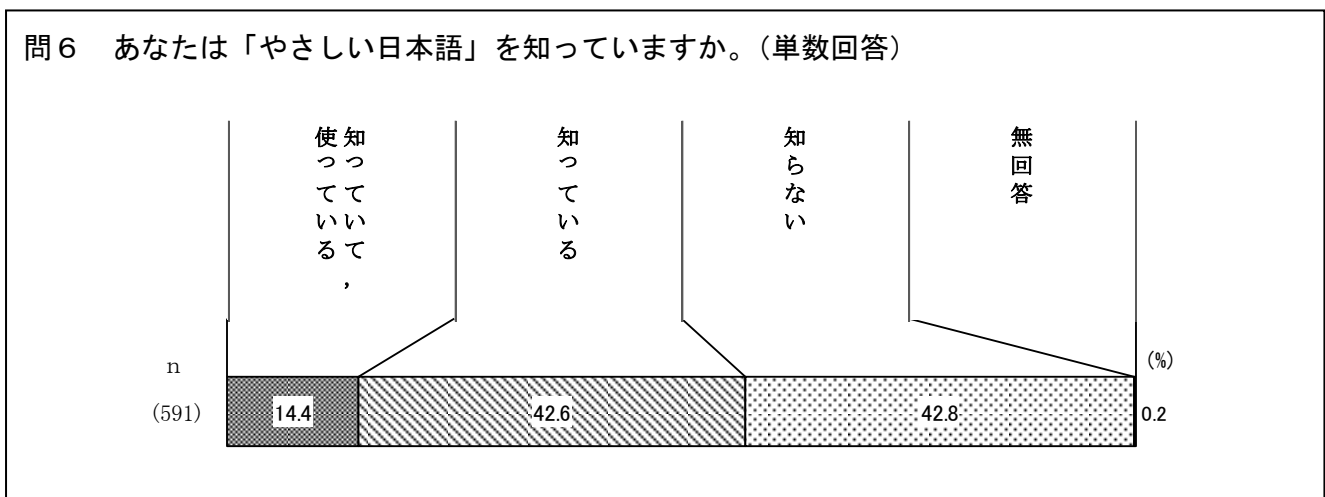 問6 あなたは「やさしい日本語」を知っていますか。(単数回答)
知っていて,
使っている
知っている
知らない
無回答
n
(%)
(591)
14.4
42.6
42.8
0.2